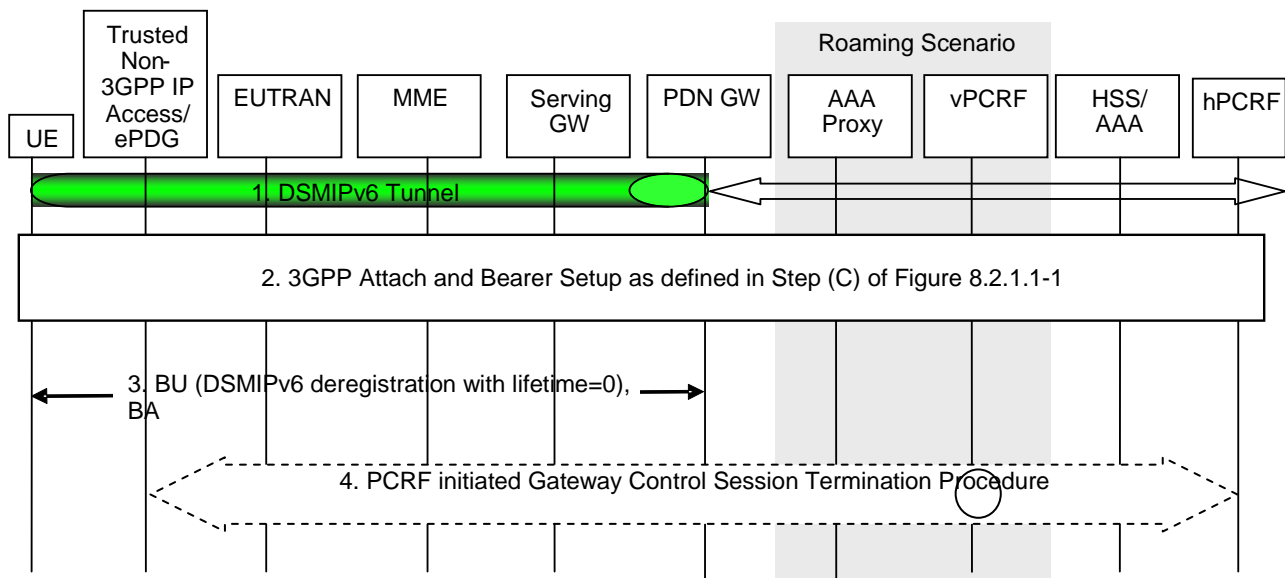 Roaming Scenario
UE
Trusted
Non-
3GPP IP
Access/
ePDG
EUTRAN
MME
Serving
GW
PDN GW
AAA
Proxy
vPCRF
HSS/
AAA
hPCRF
1. DSMIPv6 Tunnel
2. 3GPP Attach and Bearer Setup as defined in Step (C) of Figure 8.2.1.1-1
3. BU (DSMIPv6 deregistration with lifetime=0),
BA
4. PCRF initiated Gateway Control Session Termination Procedure